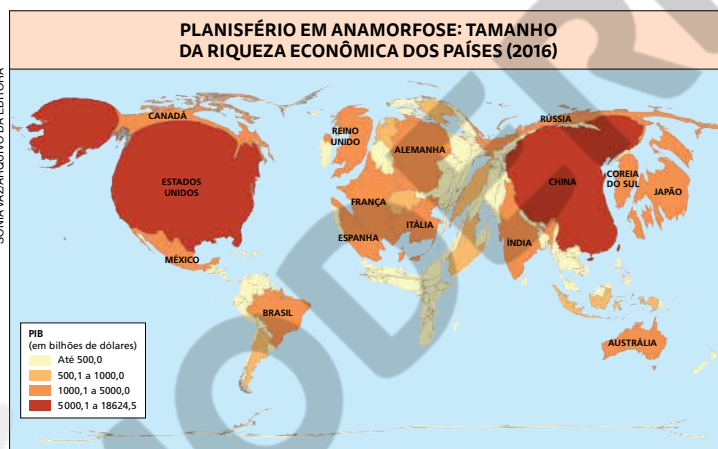 PLANISFÉRIO EM ANAMORFOSE: TAMANHO
DA RIQUEZA ECONÔMICA DOS PAÍSES (2016)
SONIA VAZ/ARQUIVO DA EDITORA
CANADÁ
ESTADOS
UNIDOS
MÉXICO
BRASIL
REINO
UNIDO
ALEMANHA
FRANÇA
ITÁLIA
ESPANHA
RÚSSIA
CHINA
COREIA
DO SUL
JAPÃO
ÍNDIA
AUSTRÁLIA
PIB
(em bilhões de dólares)
Até 500,0
500,1 a 1000,0
1000,1 a 5000,0
5000,1 a 18624,5